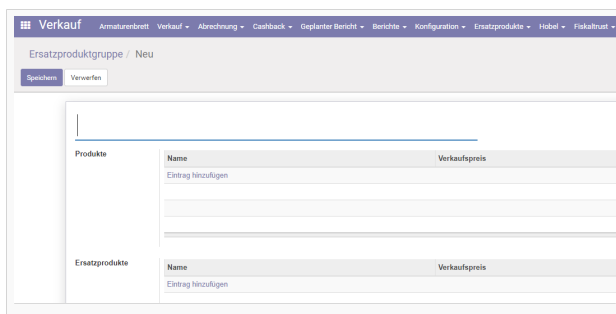 Verkauf Armaturenbrett Verkauf Abrechnung Cashback Geplanter Bericht Berichte Konfiguration Ersatzprodukte Hobel Fiskaltrust
Ersatzproduktgruppe / Neu
Speichern Verwerfen
Produkte
Name Verkaufspreis
Eintrag hinzufügen
Ersatzprodukte
Name Verkaufspreis
Eintrag hinzufügen